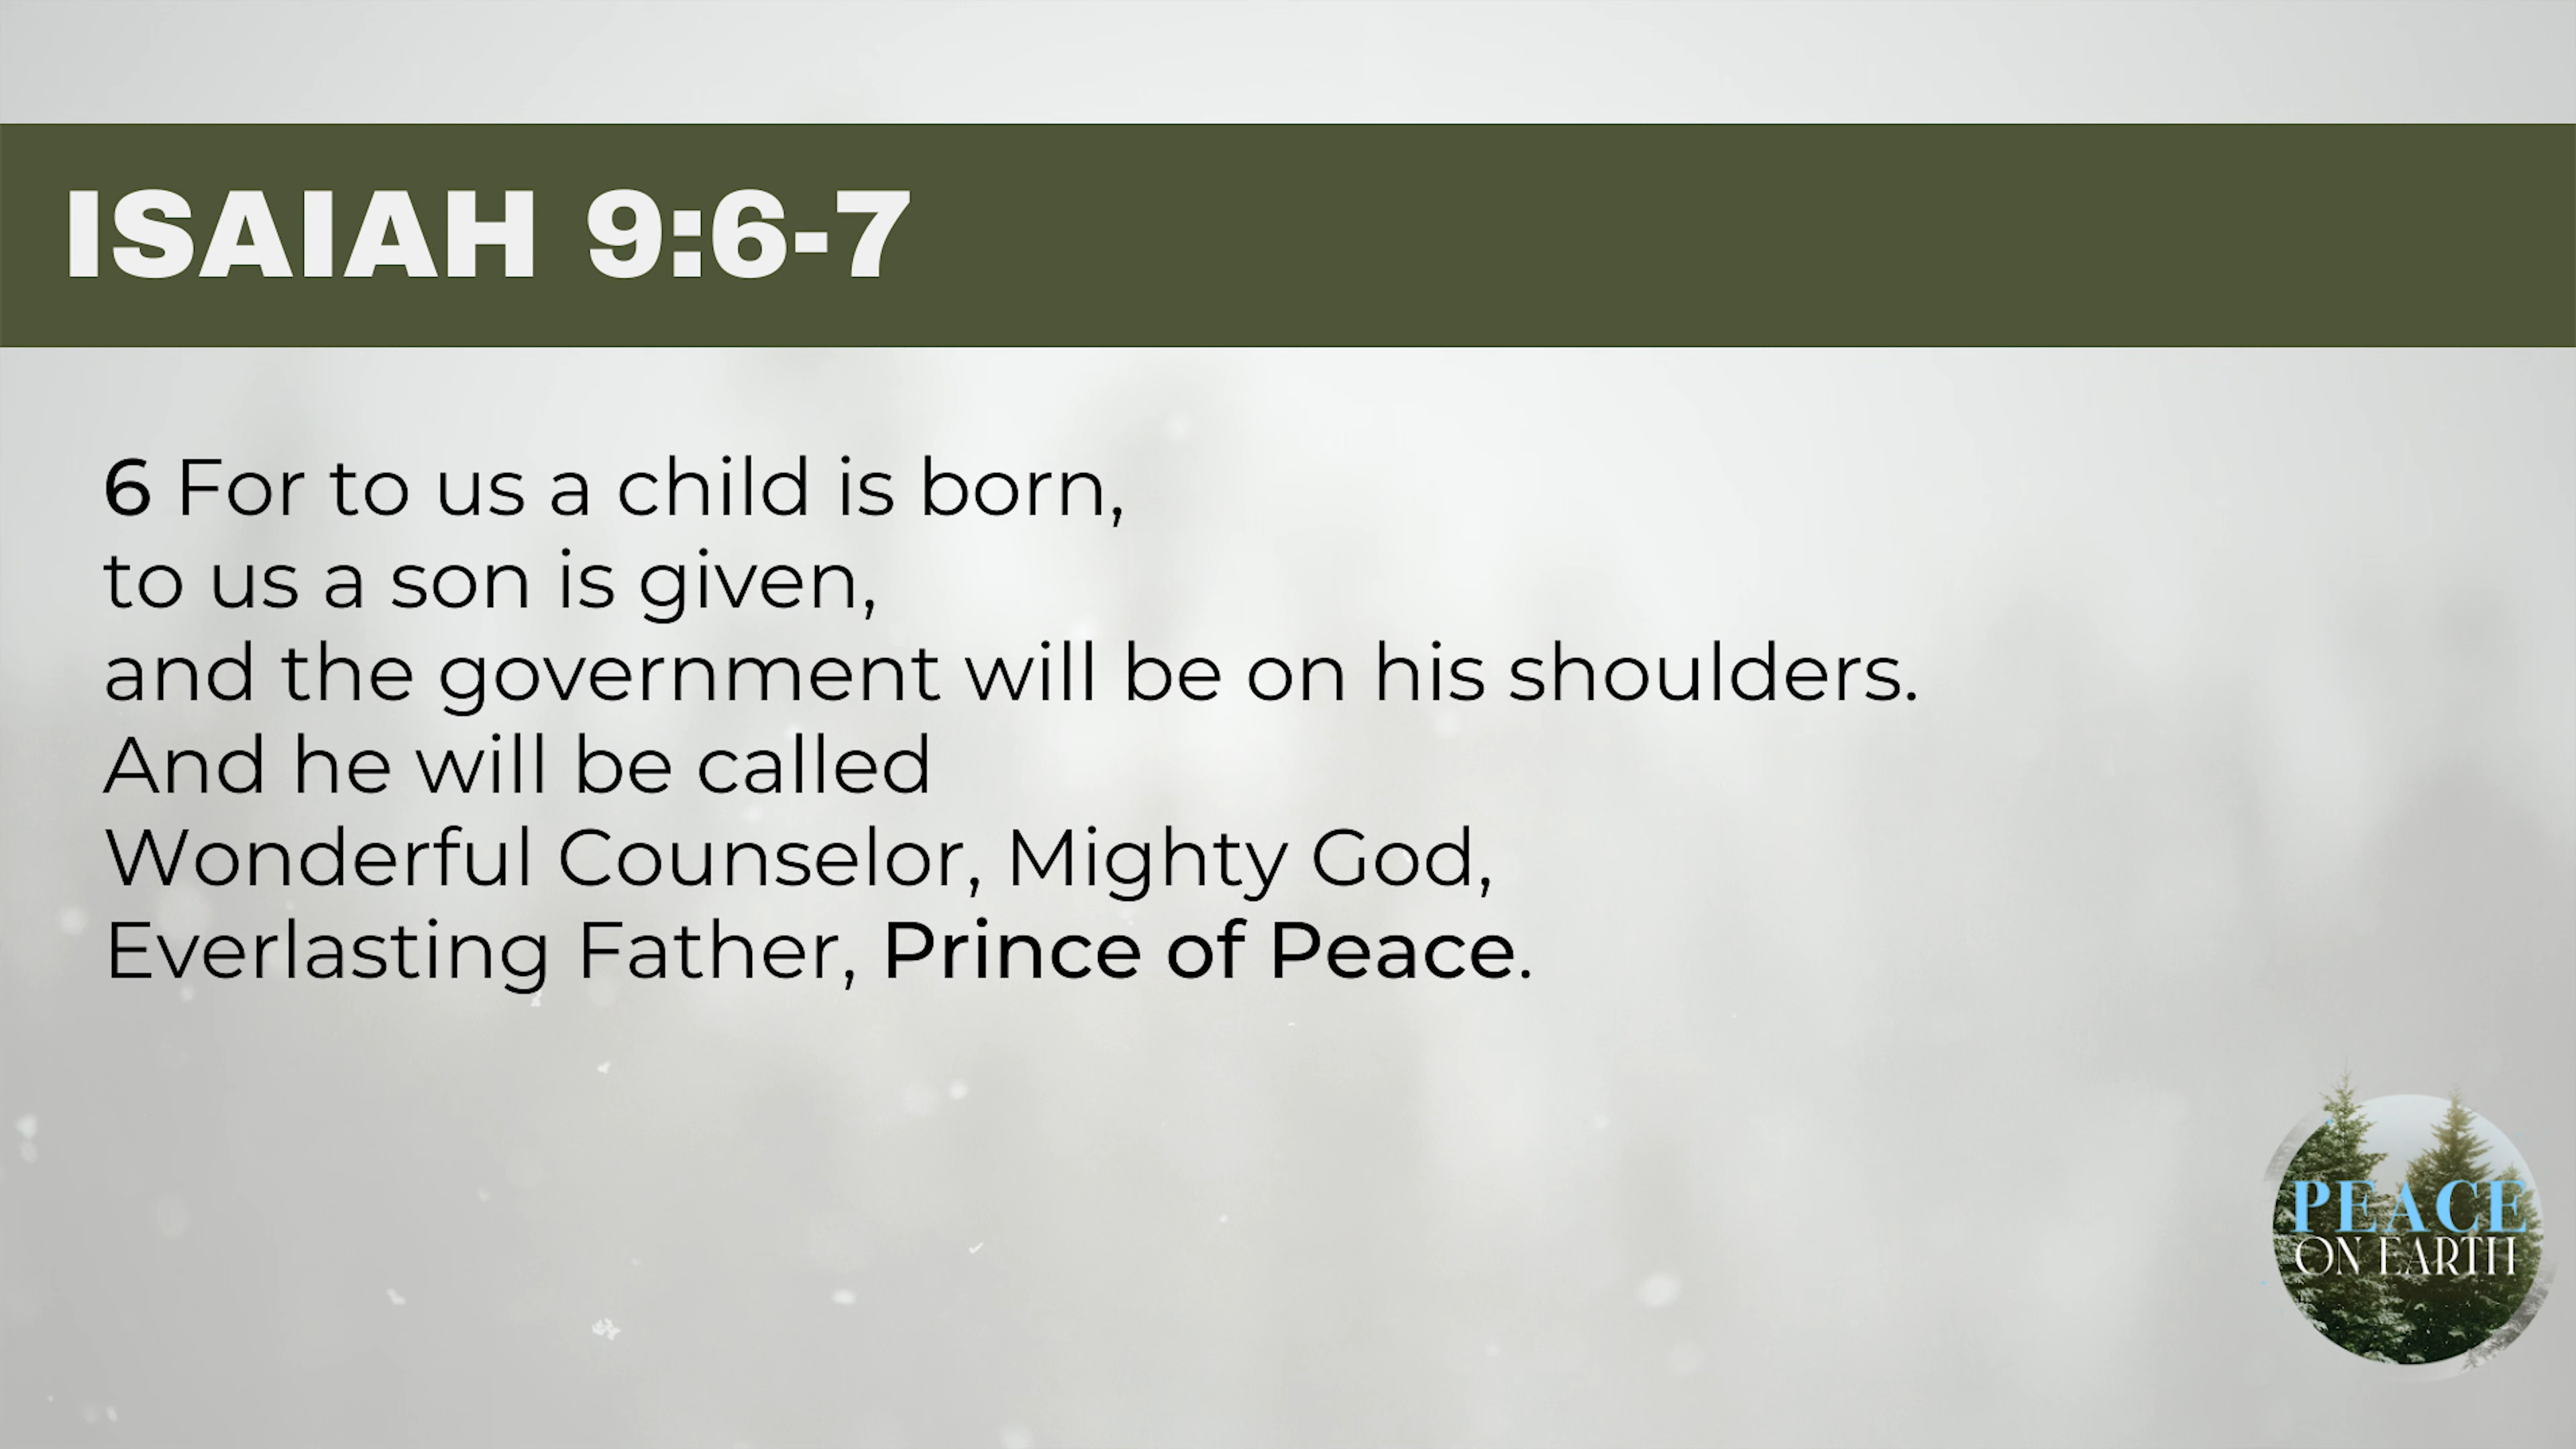 ISAIAH 9:6-7
6 For to us a child is born,
to us a son is given,
and the government will be on his shoulders.
And he will be called
Wonderful Counselor, Mighty God,
Everlasting Father, Prince of Peace.
PEACE
ON EARTH